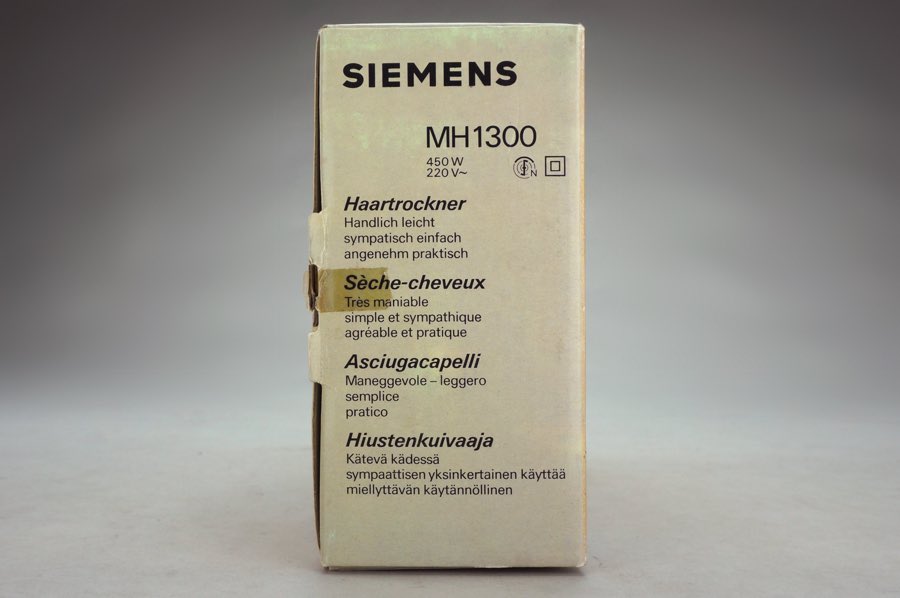 SIEMENS
MH1300
450 W
220 V~
N
Haartrockner
Handlich leicht
sympatisch einfach
angenehm praktisch
Sèche-cheveux
Très maniable
simple et sympathique
agréable et pratique
Asciugacapelli
Maneggevole – leggero
semplice
pratico
Hiustenkuivaaja
Kätevä kädessä
sympaattisen yksinkertainen käyttää
miellyttävän käytännöllinen